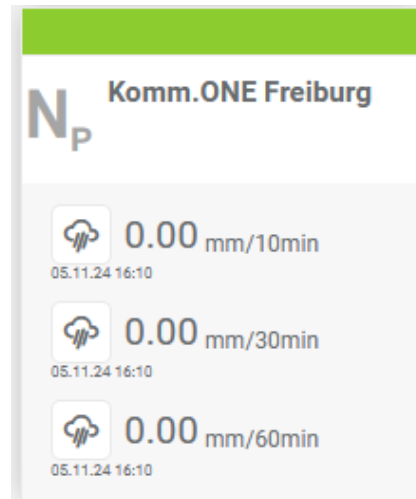 N_P
Komm.ONE Freiburg
0.00 mm/10min
05.11.24 16:10
0.00 mm/30min
05.11.24 16:10
0.00 mm/60min
05.11.24 16:10